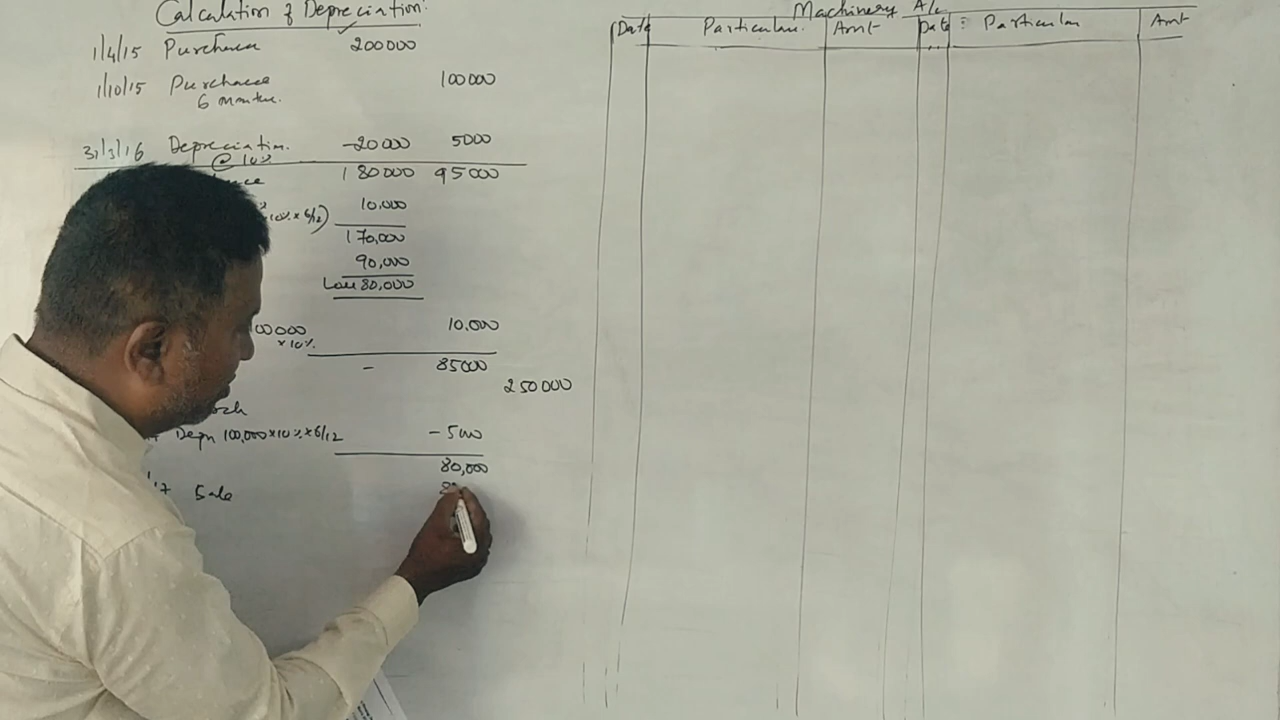 Calculation of Depreciation:
1/4/15 Purchase 200000
1/10/15 Purchase 100000
6 months.
31/3/16 Depreciation. -20000 5000
@ 10%
180000 95000
10% × 6/12) 10,000
170,000
90,000
Loss 80,000
00000 10,000
× 10%
- 85000
250000
Depn 100,000×10%×6/12 - 5000
80,000
Sale
Machinery A/c
Date Particulars. Amt Date Particulars Amt